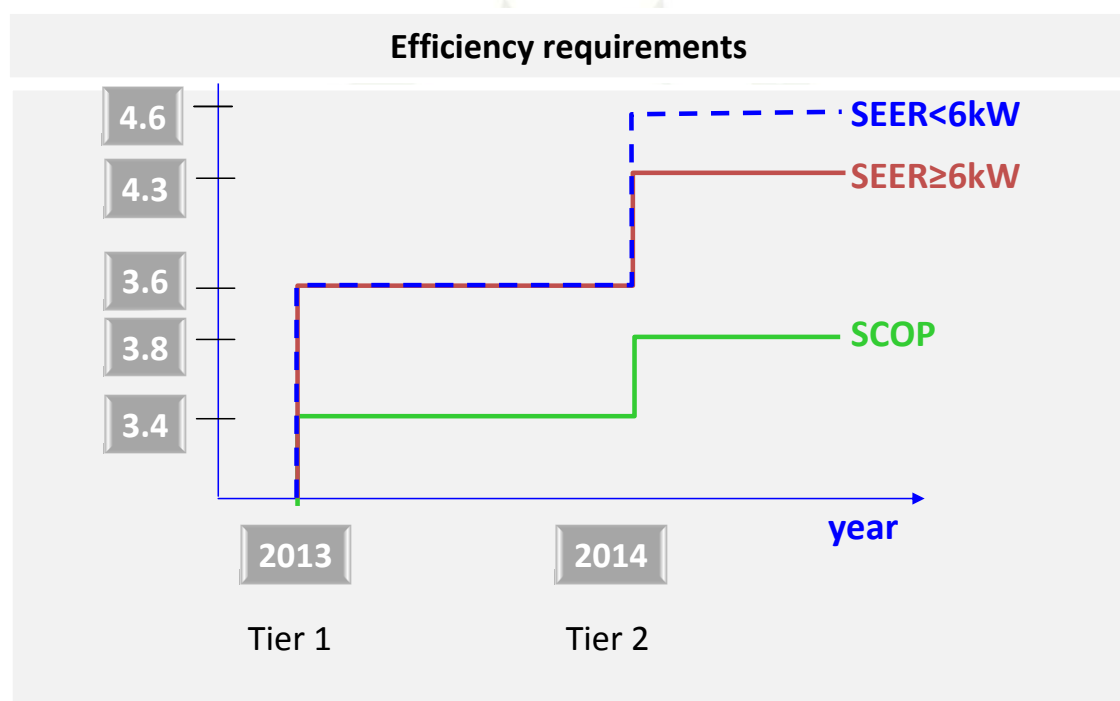 Efficiency requirements
4.6
SEER<6kW
4.3
SEER≥6kW
3.6
3.8
SCOP
3.4
year
2013
2014
Tier 1
Tier 2